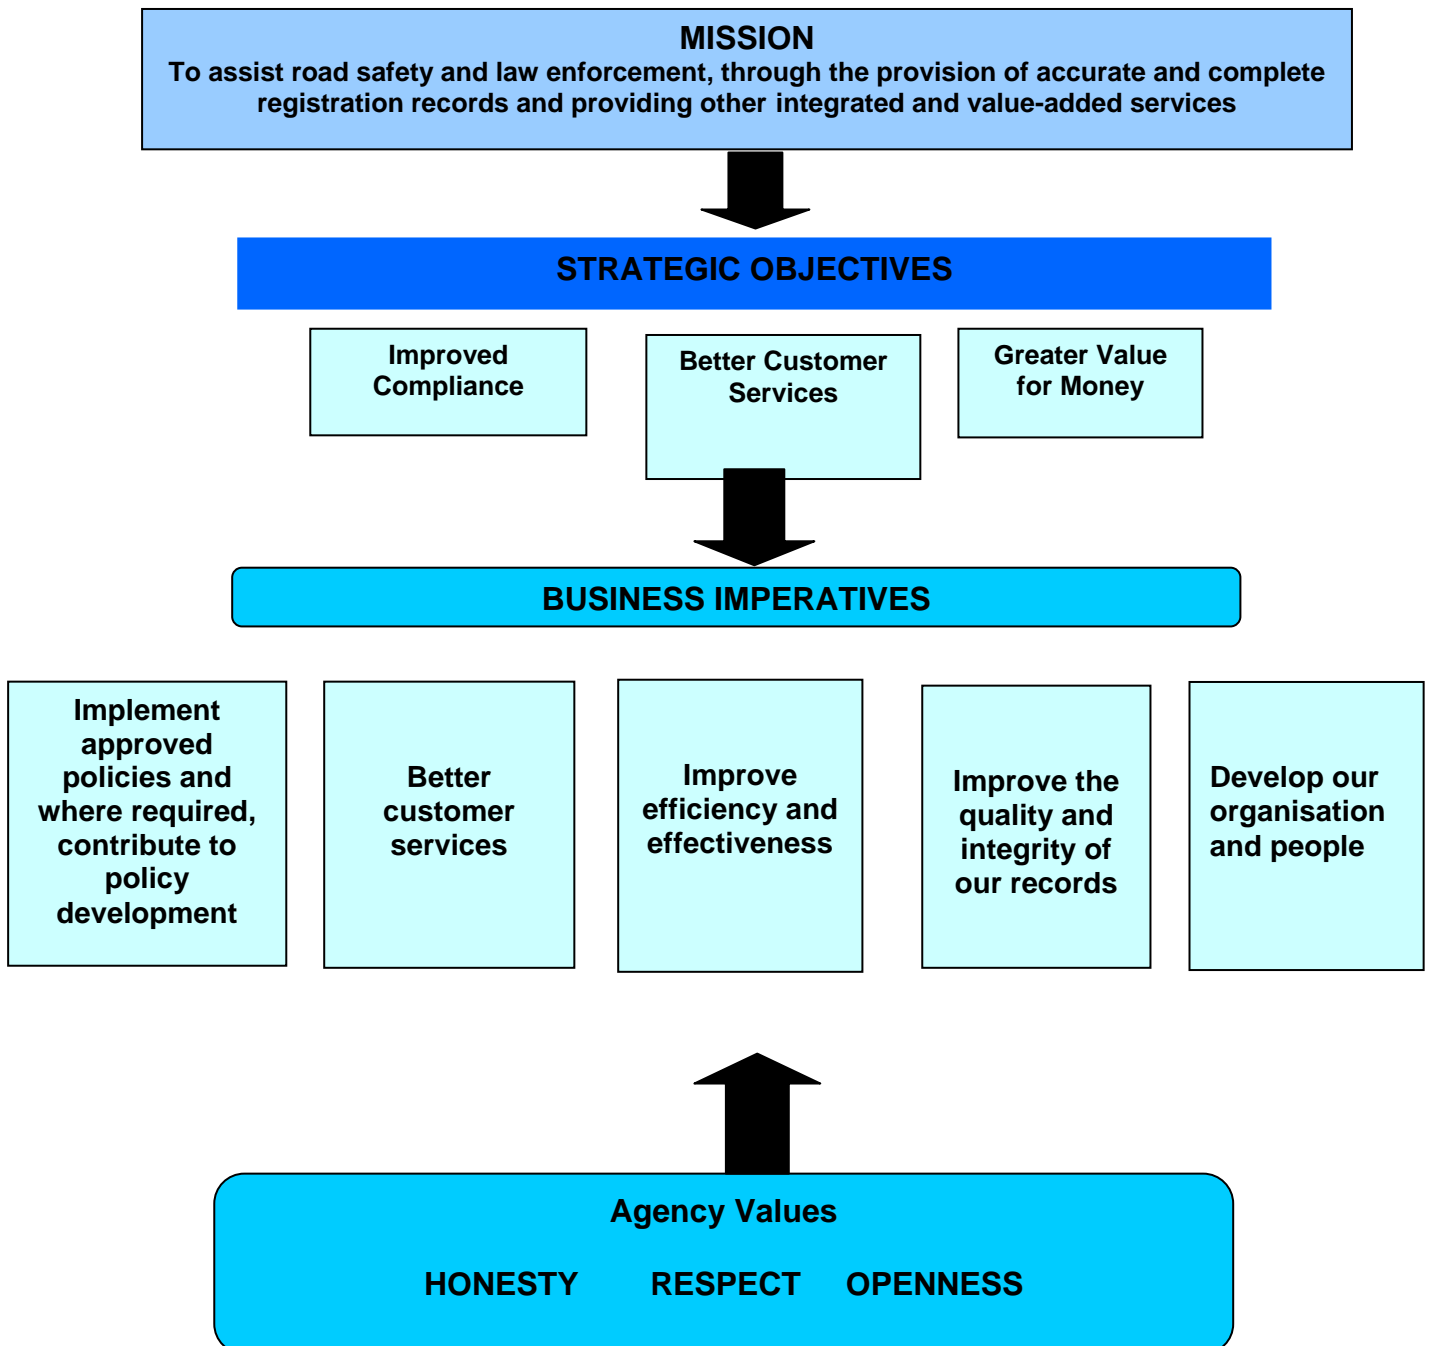 MISSION
To assist road safety and law enforcement, through the provision of accurate and complete
registration records and providing other integrated and value-added services
STRATEGIC OBJECTIVES
Improved
Compliance
Better Customer
Services
Greater Value
for Money
BUSINESS IMPERATIVES
Implement
approved
policies and
where required,
contribute to
policy
development
Better
customer
services
Improve
efficiency and
effectiveness
Improve the
quality and
integrity of
our records
Develop our
organisation
and people
Agency Values
HONESTY RESPECT OPENNESS